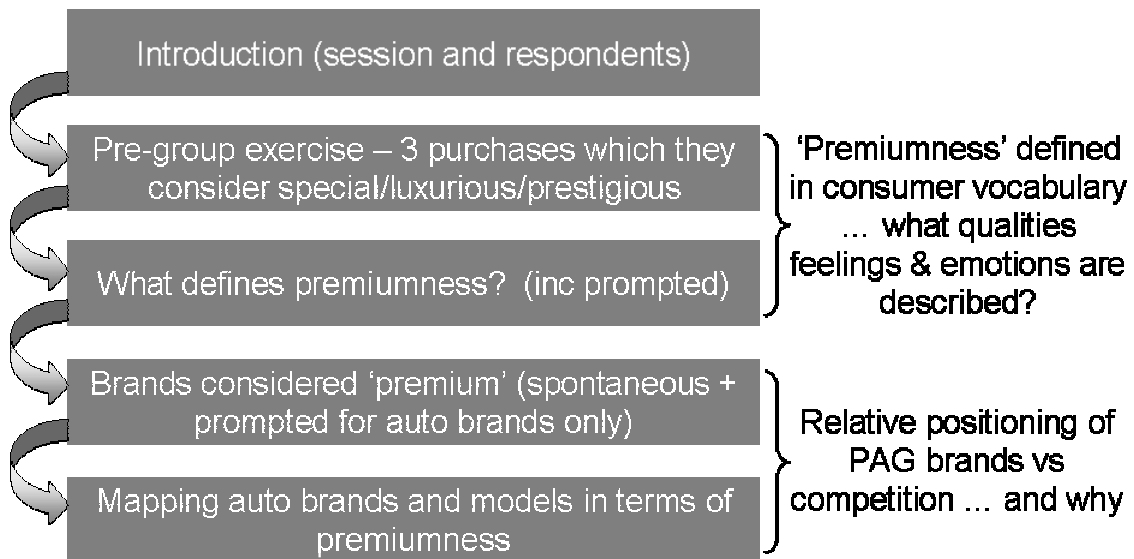 Introduction (session and respondents)
Pre-group exercise – 3 purchases which they
consider special/luxurious/prestigious
What defines premiumness?  (inc prompted)
‘Premiumness’ defined
in consumer vocabulary
... what qualities
feelings & emotions are
described?
Brands considered ‘premium’ (spontaneous +
prompted for auto brands only)
Mapping auto brands and models in terms of
premiumness
Relative positioning of
PAG brands vs
competition ... and why